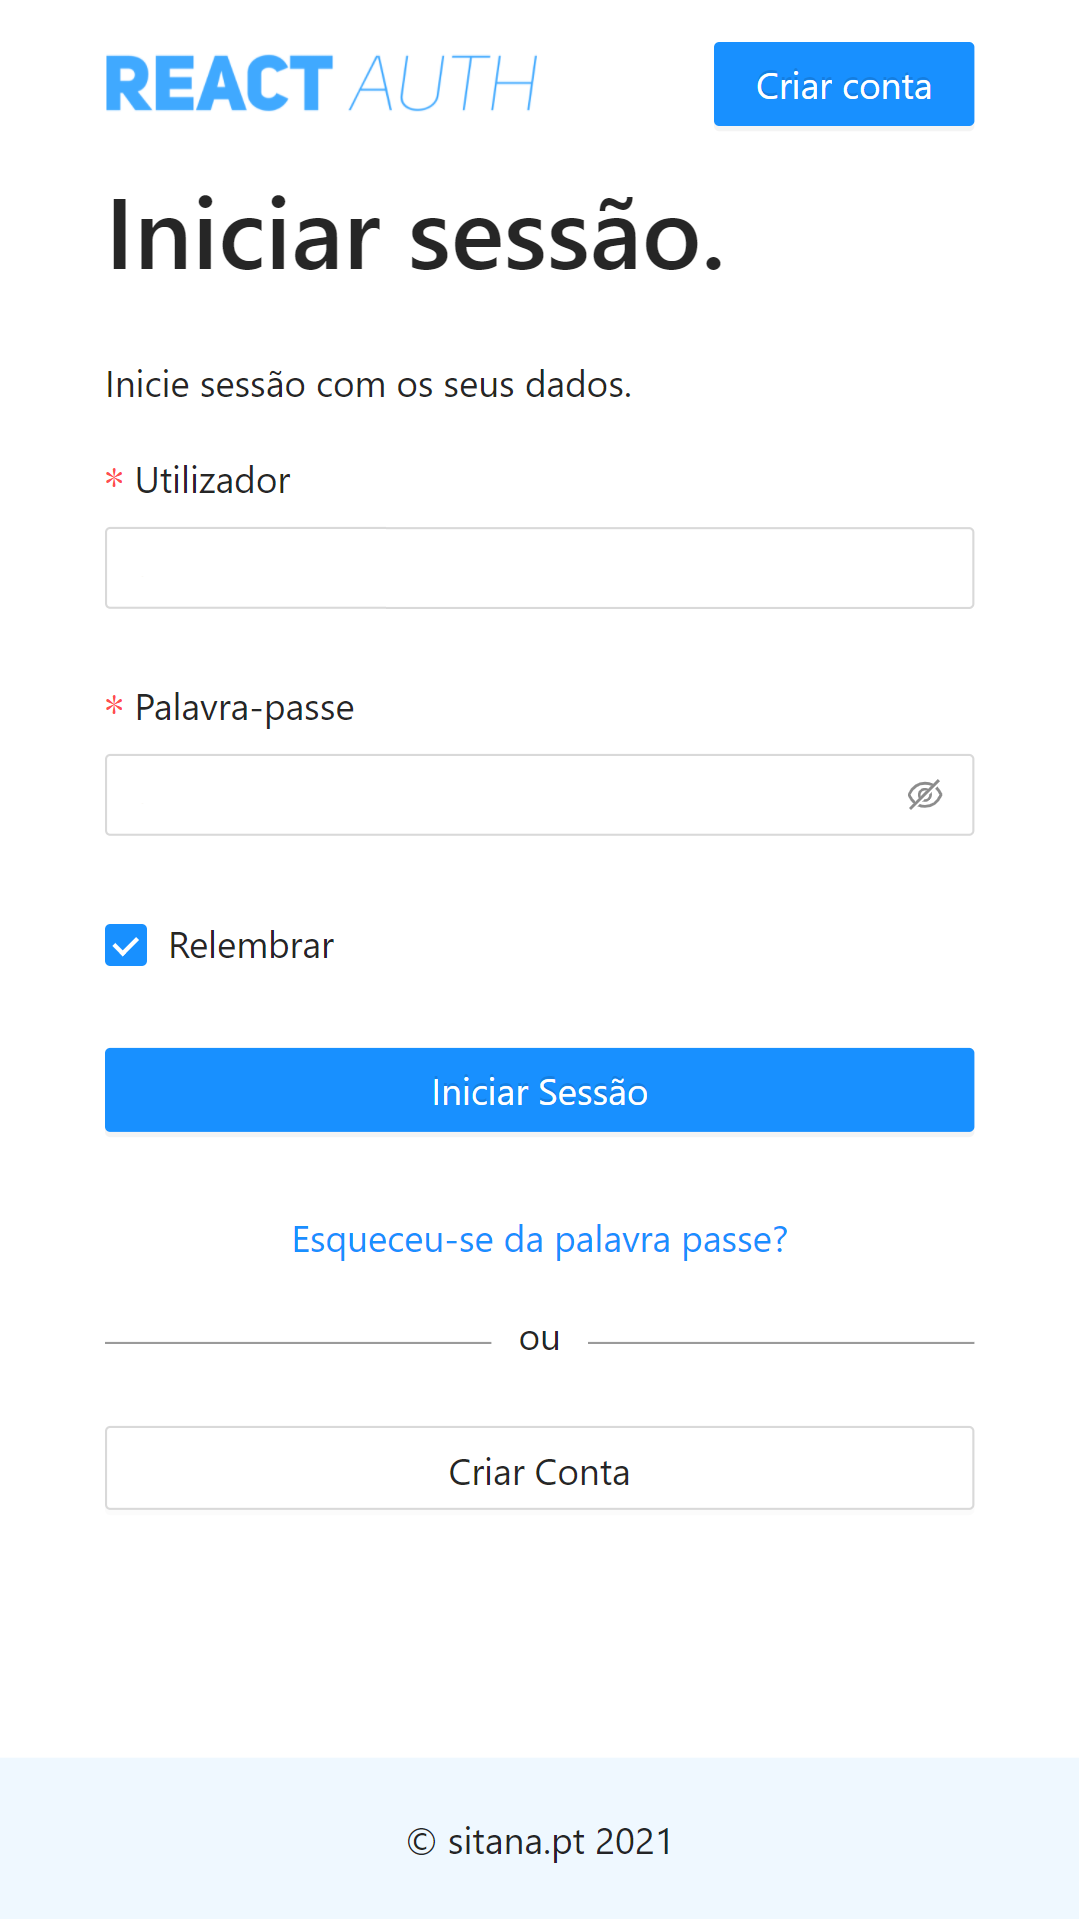 REACT AUTH
Criar conta
Iniciar sessão.
Inicie sessão com os seus dados.
* Utilizador
* Palavra-passe
Relembrar
Iniciar Sessão
Esqueceu-se da palavra passe?
ou
Criar Conta
© sitana.pt 2021